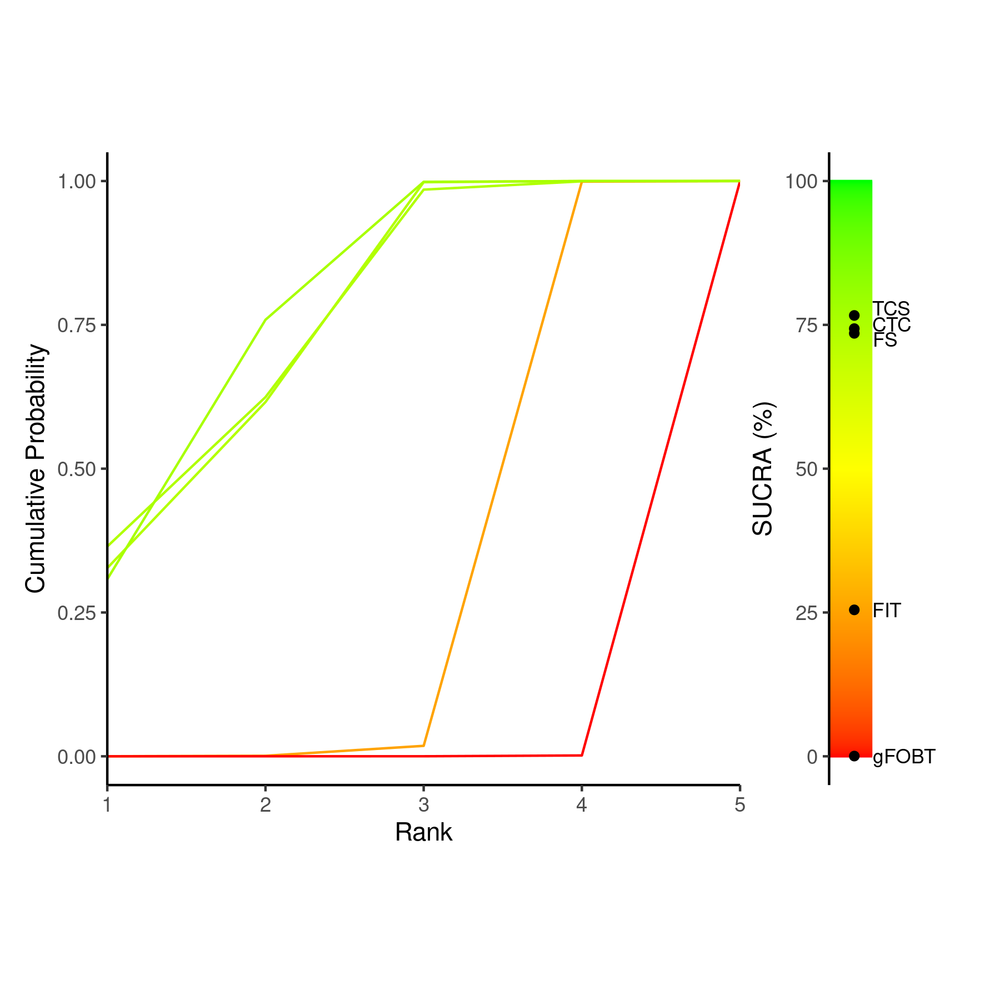 Cumulative Probability
1.00
0.75
0.50
0.25
0.00
1 2 3 4 5
Rank
SUCRA (%)
100
75
50
25
0
TCS
CTC
FS
FIT
gFOBT